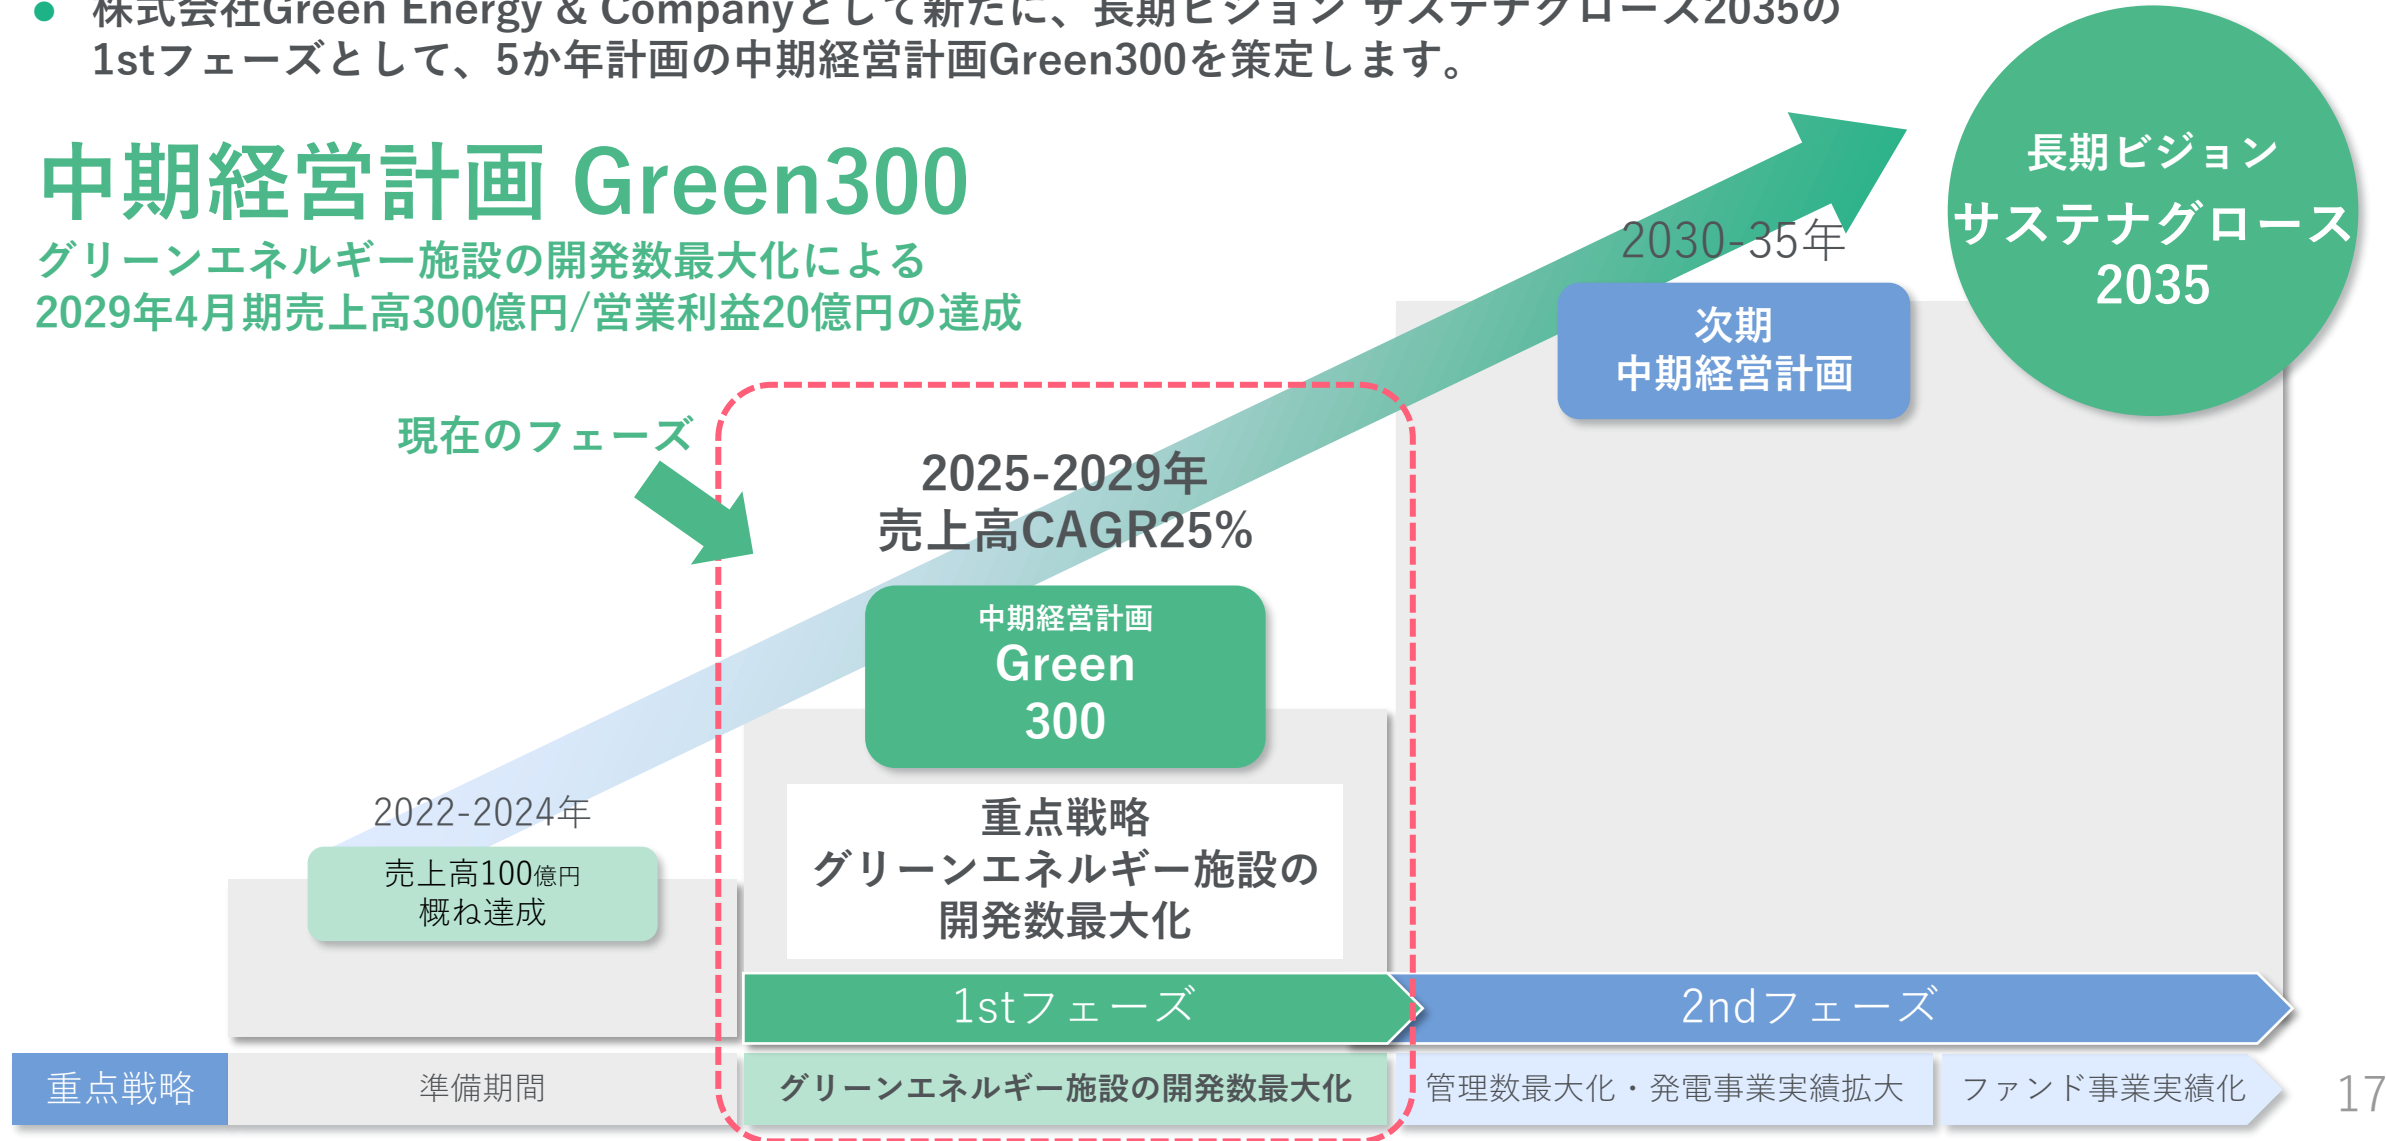 株式会社Green Energy & Companyとして新たに、長期ビジョン サステナグロース2035の
1stフェーズとして、5か年計画の中期経営計画Green300を策定します。
中期経営計画 Green300
グリーンエネルギー施設の開発数最大化による
2029年4月期売上高300億円/営業利益20億円の達成
長期ビジョン
サステナグロース
2035
2030-35年
次期
中期経営計画
現在のフェーズ
2025-2029年
売上高CAGR25%
中期経営計画
Green
300
重点戦略
グリーンエネルギー施設の
開発数最大化
2022-2024年
売上高100億円
概ね達成
1stフェーズ
2ndフェーズ
重点戦略
準備期間
グリーンエネルギー施設の開発数最大化
管理数最大化・発電事業実績拡大
ファンド事業実績化
17